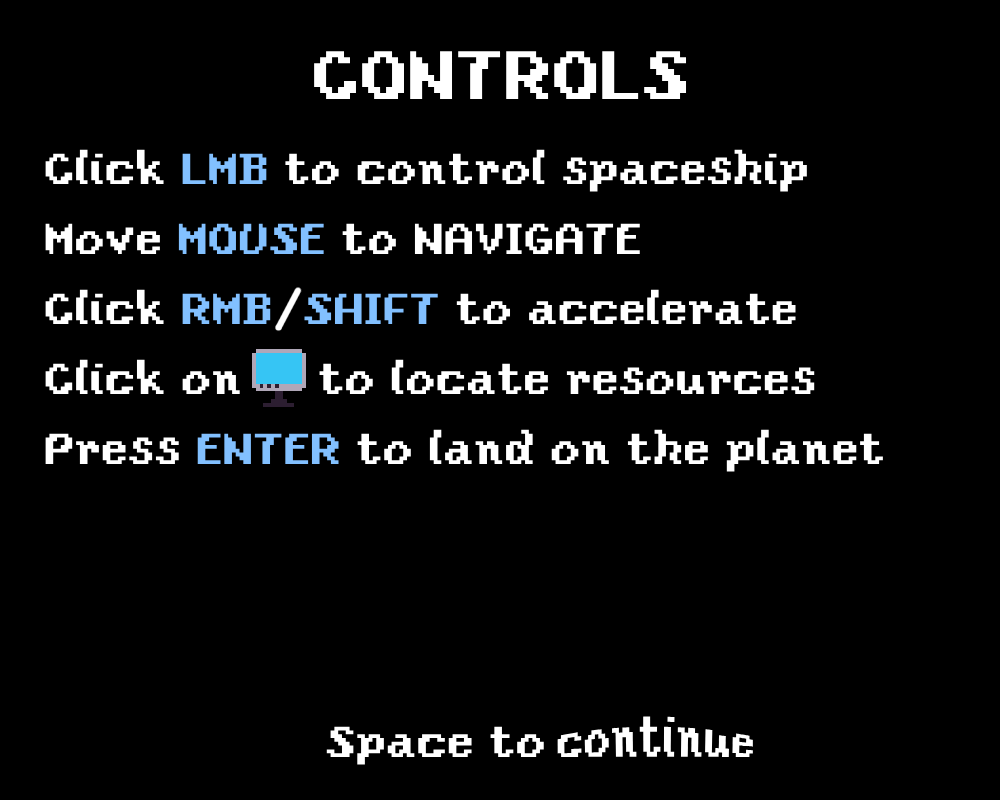 CONTROLS
Click LMB to control spaceship
Move MOUSE to NAVIGATE
Click RMB/SHIFT to accelerate
Click on to locate resources
Press ENTER to land on the planet
Space to continue